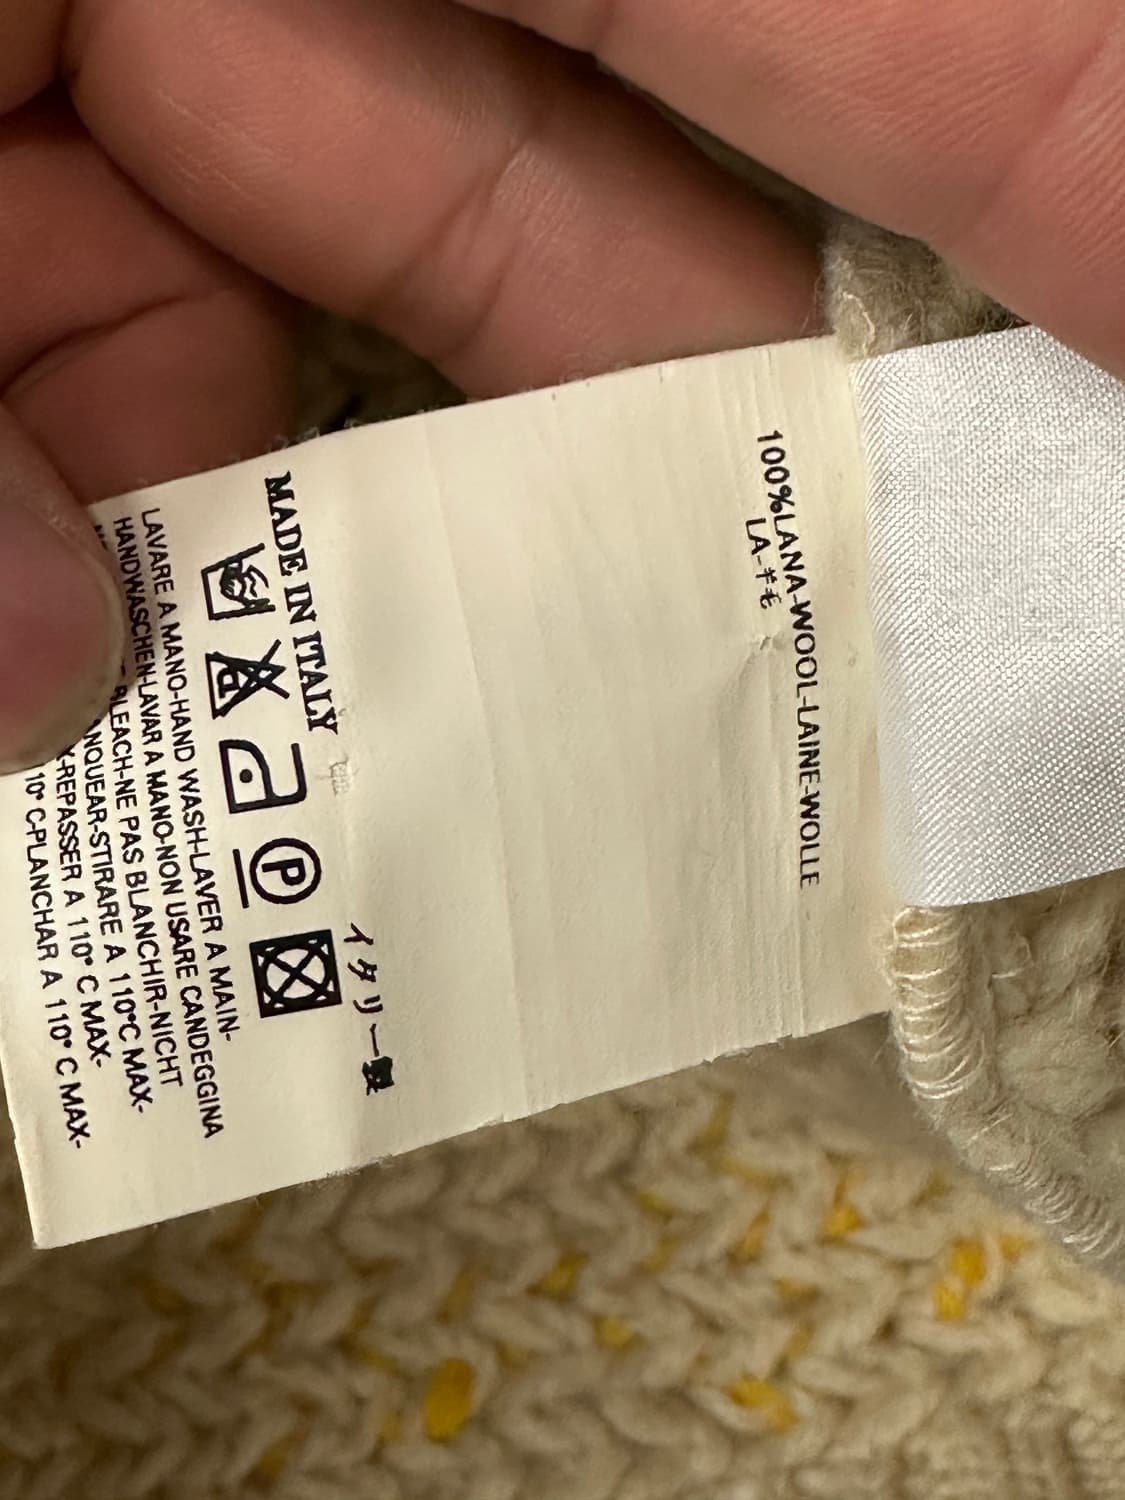 100%LANA-WOOL-LAINE-WOLLE
LA-
イタリー製
MADE IN ITALY
P
LAVARE A MANO-HAND WASH-LAVER A MAIN-
HANDWASCHEN-LAVAR A MANO-NON USARE CANDEGGINA
BLEACH-NE PAS BLANCHIR-NICHT
STIRARE A 110°C MAX-
REPASSER A 110° C MAX-
C-PLANCHAR A 110° C MAX-